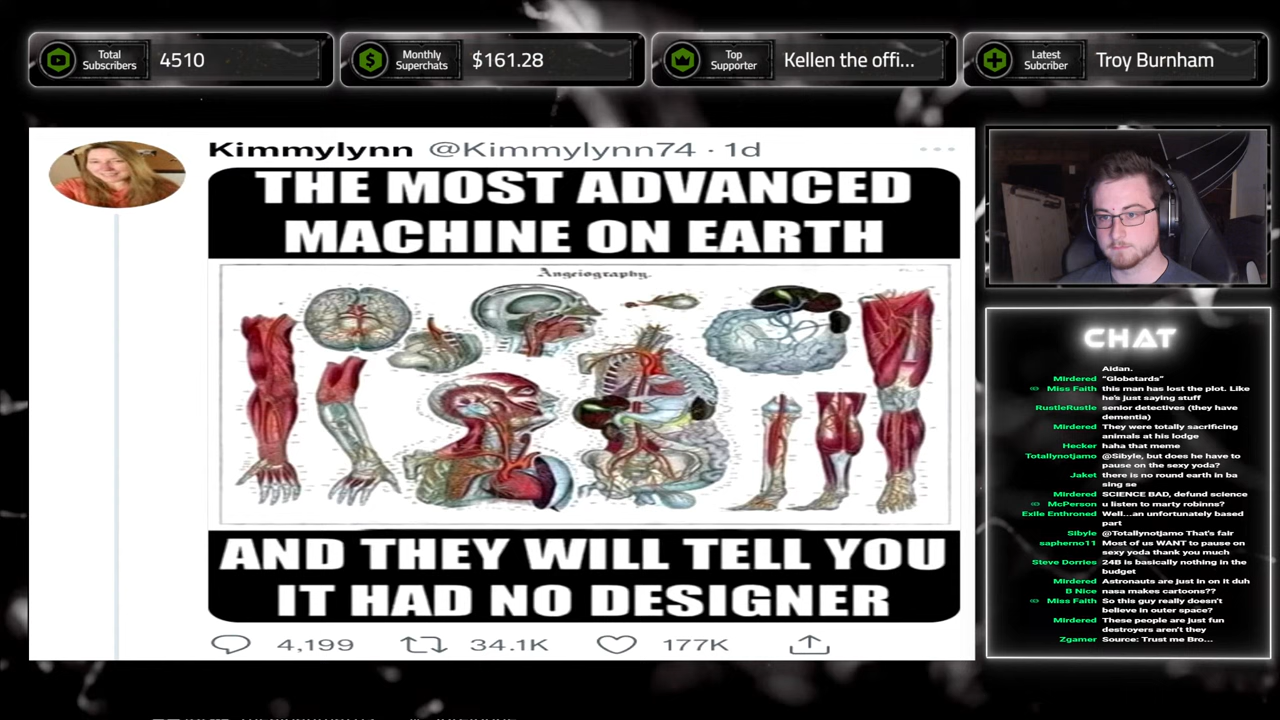 Total
Subscribers
4510
Monthly
Superchats
$161.28
Top
Supporter
Kellen the offi...
Latest
Subcriber
Troy Burnham
Kimmylynn @Kimmylynn74 · 1d
THE MOST ADVANCED
MACHINE ON EARTH
Angeiography.
AND THEY WILL TELL YOU
IT HAD NO DESIGNER
4,199
34.1K
177K
CHAT
Aidan.
Mirdered "Globetards"
Miss Faith this man has lost the plot. Like
he's just saying stuff
RustleRustle senior detectives (they have
dementia)
Mirdered They were totally sacrificing
animals at his lodge
Hecker haha that meme
Totallynotjamo @Sibyle, but does he have to
pause on the sexy yoda?
Jaket there is no round earth in ba
sing se
Mirdered SCIENCE BAD, defund science
McPerson u listen to marty robinns?
Exile Enthroned Well...an unfortunately based
part
Sibyle @Totallynotjamo That's fair
sapherno11 Most of us WANT to pause on
sexy yoda thank you much
Steve Dorries 24B is basically nothing in the
budget
Mirdered Astronauts are just in on it duh
B Nice nasa makes cartoons??
Miss Faith So this guy really doesn't
believe in outer space?
Mirdered These people are just fun
destroyers aren't they
Zgamer Source: Trust me Bro...